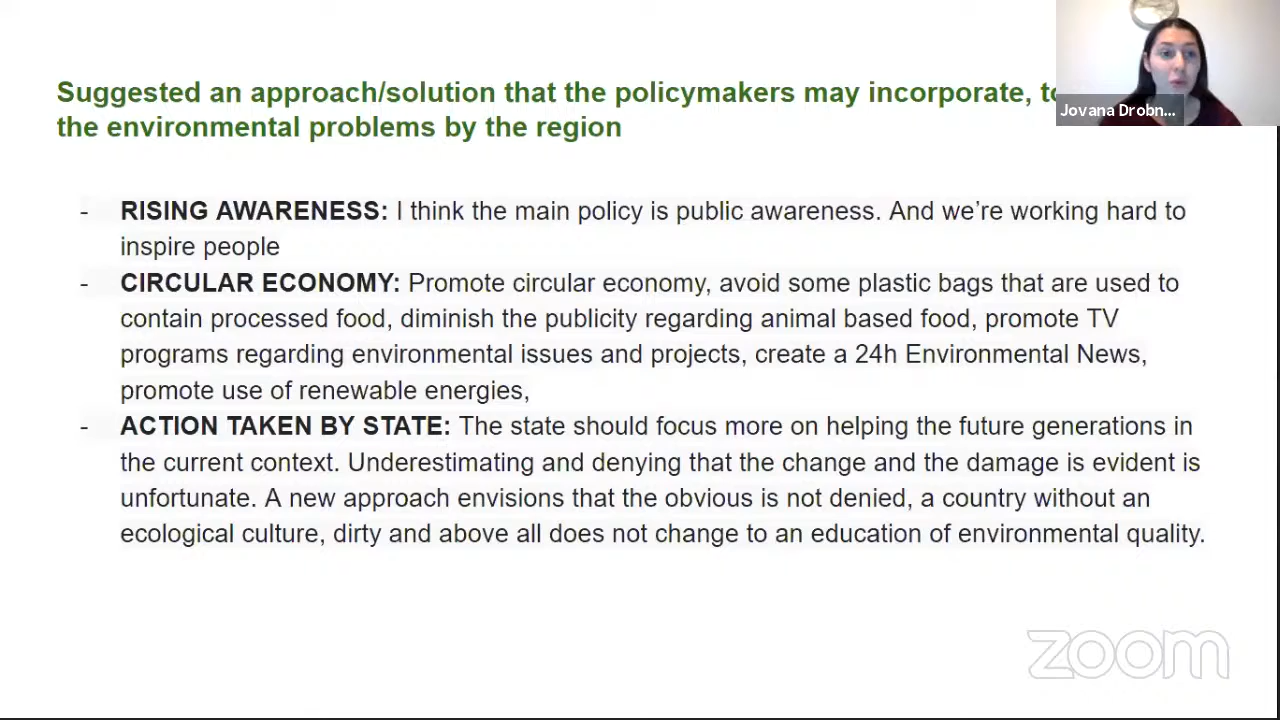 Suggested an approach/solution that the policymakers may incorporate,
the environmental problems by the region
Jovana Drobn...
- RISING AWARENESS: I think the main policy is public awareness. And we're working hard to
inspire people
- CIRCULAR ECONOMY: Promote circular economy, avoid some plastic bags that are used to
contain processed food, diminish the publicity regarding animal based food, promote TV
programs regarding environmental issues and projects, create a 24h Environmental News,
promote use of renewable energies,
- ACTION TAKEN BY STATE: The state should focus more on helping the future generations in
the current context. Underestimating and denying that the change and the damage is evident is
unfortunate. A new approach envisions that the obvious is not denied, a country without an
ecological culture, dirty and above all does not change to an education of environmental quality.
zoom